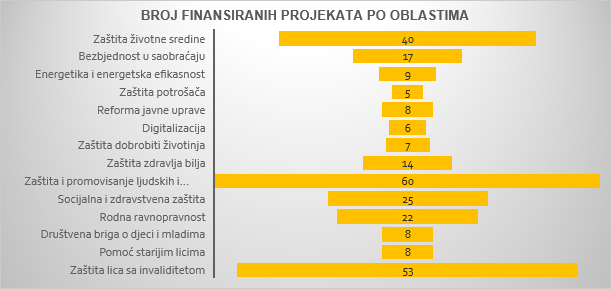 BROJ FINANSIRANIH PROJEKATA PO OBLASTIMA
Zaštita životne sredine 40
Bezbjednost u saobraćaju 17
Energetika i energetska efikasnost 9
Zaštita potrošača 5
Reforma javne uprave 8
Digitalizacija 6
Zaštita dobrobiti životinja 7
Zaštita zdravlja bilja 14
Zaštita i promovisanje ljudskih i... 60
Socijalna i zdravstvena zaštita 25
Rodna ravnopravnost 22
Društvena briga o djeci i mladima 8
Pomoć starijim licima 8
Zaštita lica sa invaliditetom 53